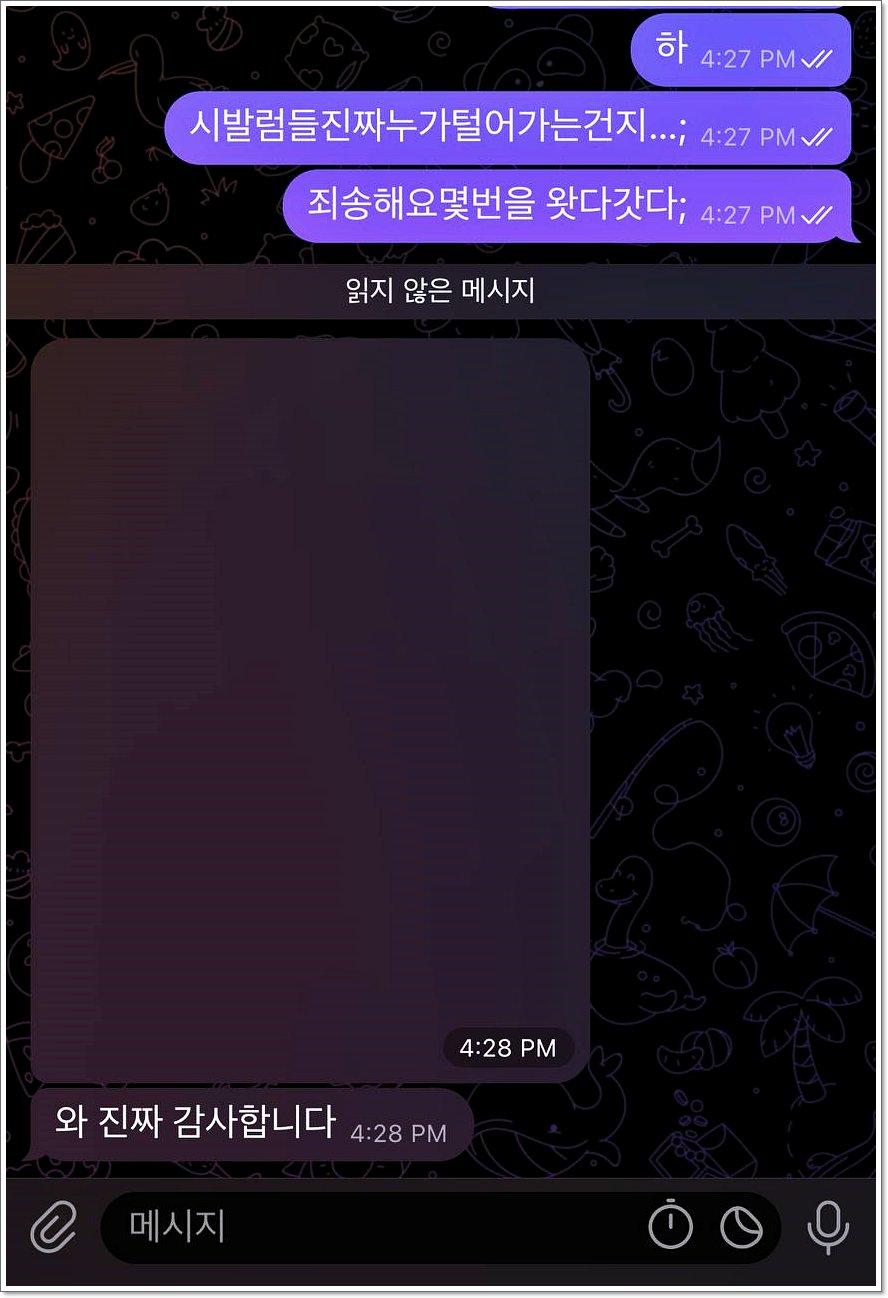 하 4:27 PM
시발럼들진짜누가털어가는건지...; 4:27 PM
죄송해요몇번을 왓다갓다; 4:27 PM
읽지 않은 메시지
4:28 PM
와 진짜 감사합니다 4:28 PM
메시지